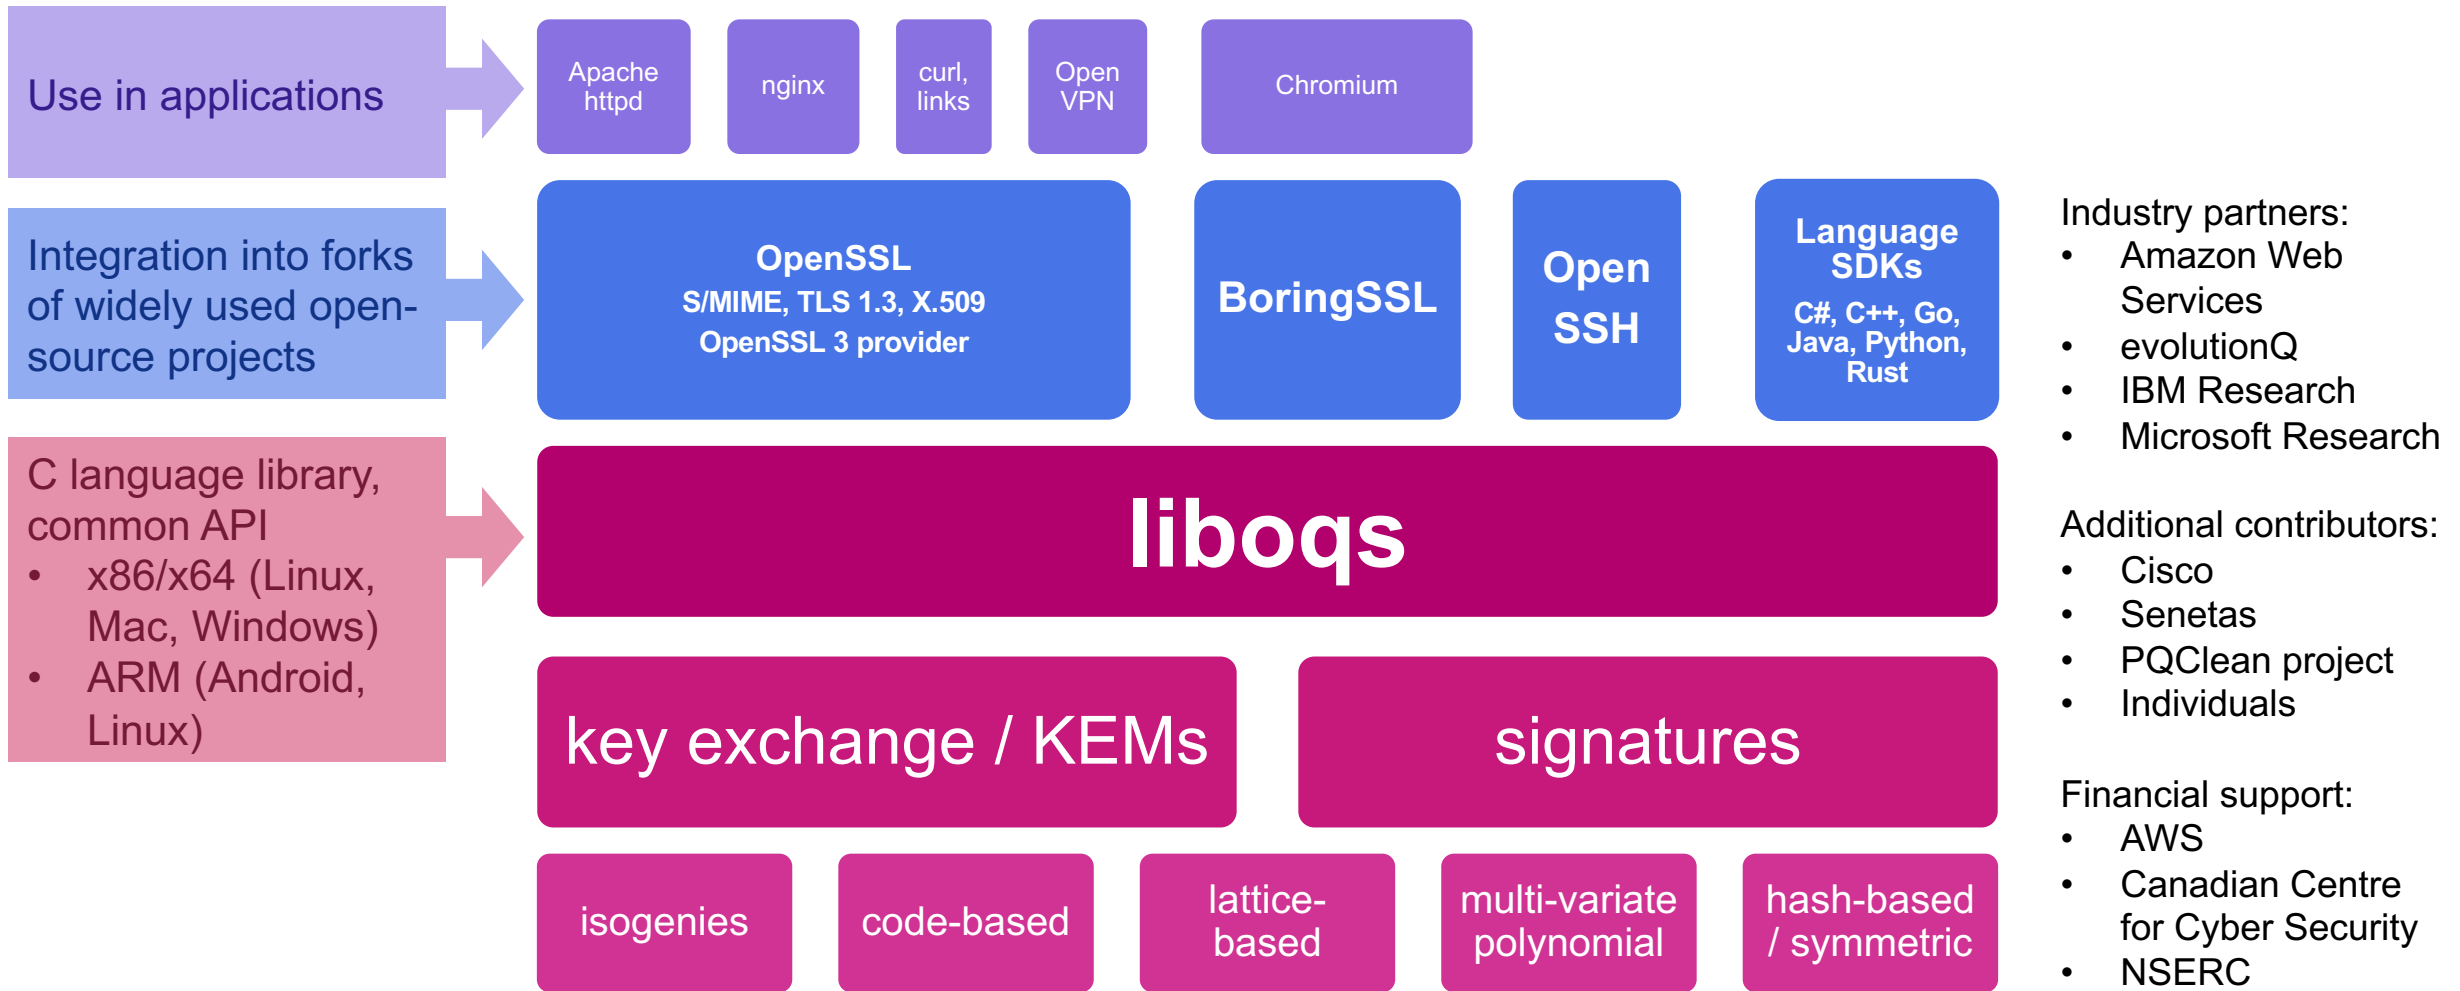 Use in applications
Apache
httpd
nginx
curl,
links
Open
VPN
Chromium
Integration into forks
of widely used open-
source projects
OpenSSL
S/MIME, TLS 1.3, X.509
OpenSSL 3 provider
BoringSSL
Open
SSH
Language
SDKs
C#, C++, Go,
Java, Python,
Rust
C language library,
common API
• x86/x64 (Linux,
Mac, Windows)
• ARM (Android,
Linux)
liboqs
key exchange / KEMs
signatures
isogenies
code-based
lattice-
based
multi-variate
polynomial
hash-based
/ symmetric
Industry partners:
• Amazon Web
Services
• evolutionQ
• IBM Research
• Microsoft Research
Additional contributors:
• Cisco
• Senetas
• PQClean project
• Individuals
Financial support:
• AWS
• Canadian Centre
for Cyber Security
• NSERC